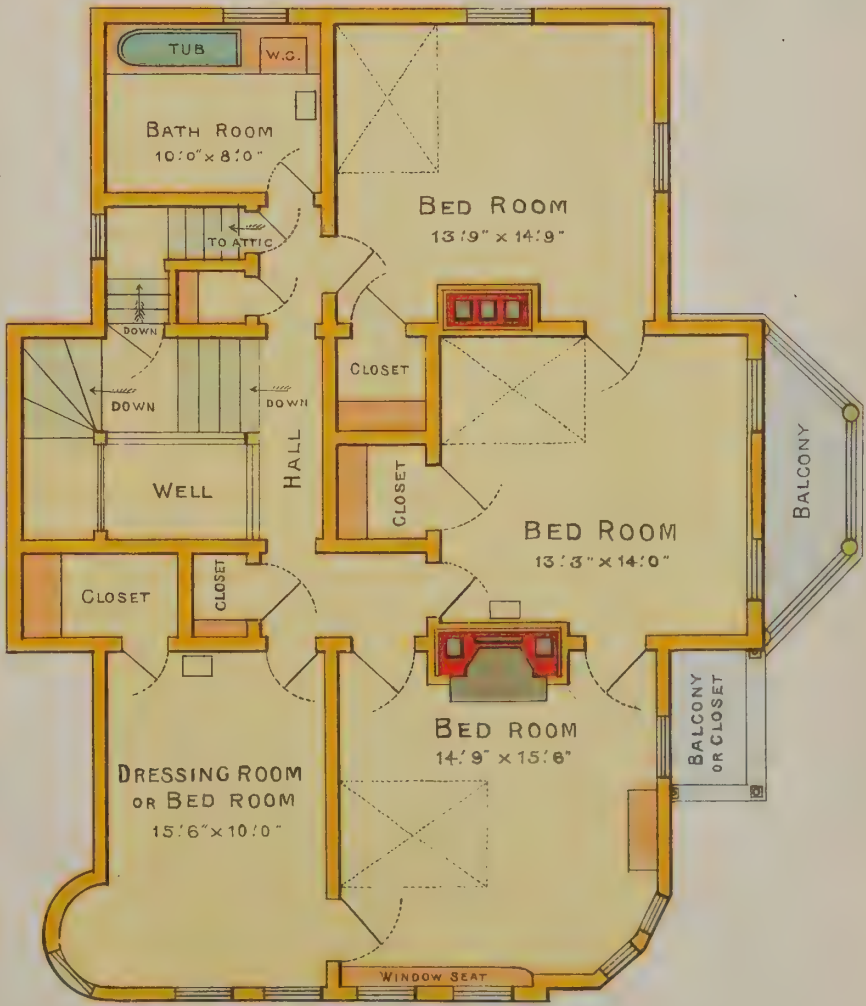 TUB
W.C.
BATH ROOM
10'.0" x 8'.0"
BED ROOM
13'.9" x 14'.9"
TO ATTIC
DOWN
CLOSET
DOWN
DOWN
HALL
WELL
CLOSET
BED ROOM
13'.3" x 14'.0"
BALCONY
CLOSET
CLOSET
BED ROOM
14'.9" x 15'.6"
BALCONY
OR CLOSET
DRESSING ROOM
OR BED ROOM
15'.6" x 10'.0"
WINDOW SEAT